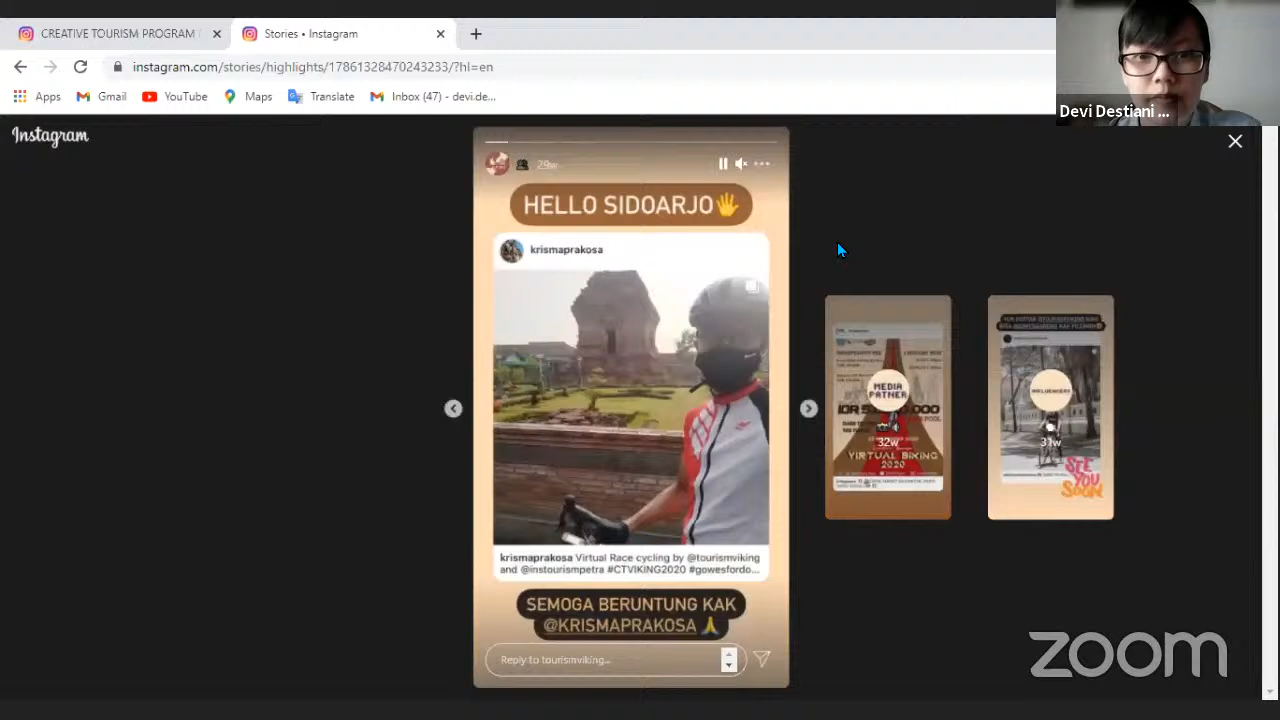 CREATIVE TOURISM PROGRAM
Stories • Instagram
instagram.com/stories/highlights/17861328470243233/?hl=en
Apps
Gmail
YouTube
Maps
Translate
Inbox (47) - devi.de...
Devi Destiani ...
Instagram
29w
HELLO SIDOARJO🖐
krismaprakosa
krismaprakosa Virtual Race cycling by @tourismviking
and @instourismpetra #CTVIKING2020 #gowesfordo...
SEMOGA BERUNTUNG KAK
@KRISMAPRAKOSA 🙏
Reply to tourismviking...
MEDIA
PATNER
32w
VIRTUAL BIKING
2020
INFLUENCERS
31w
SEE
YOU
SOON
zoom